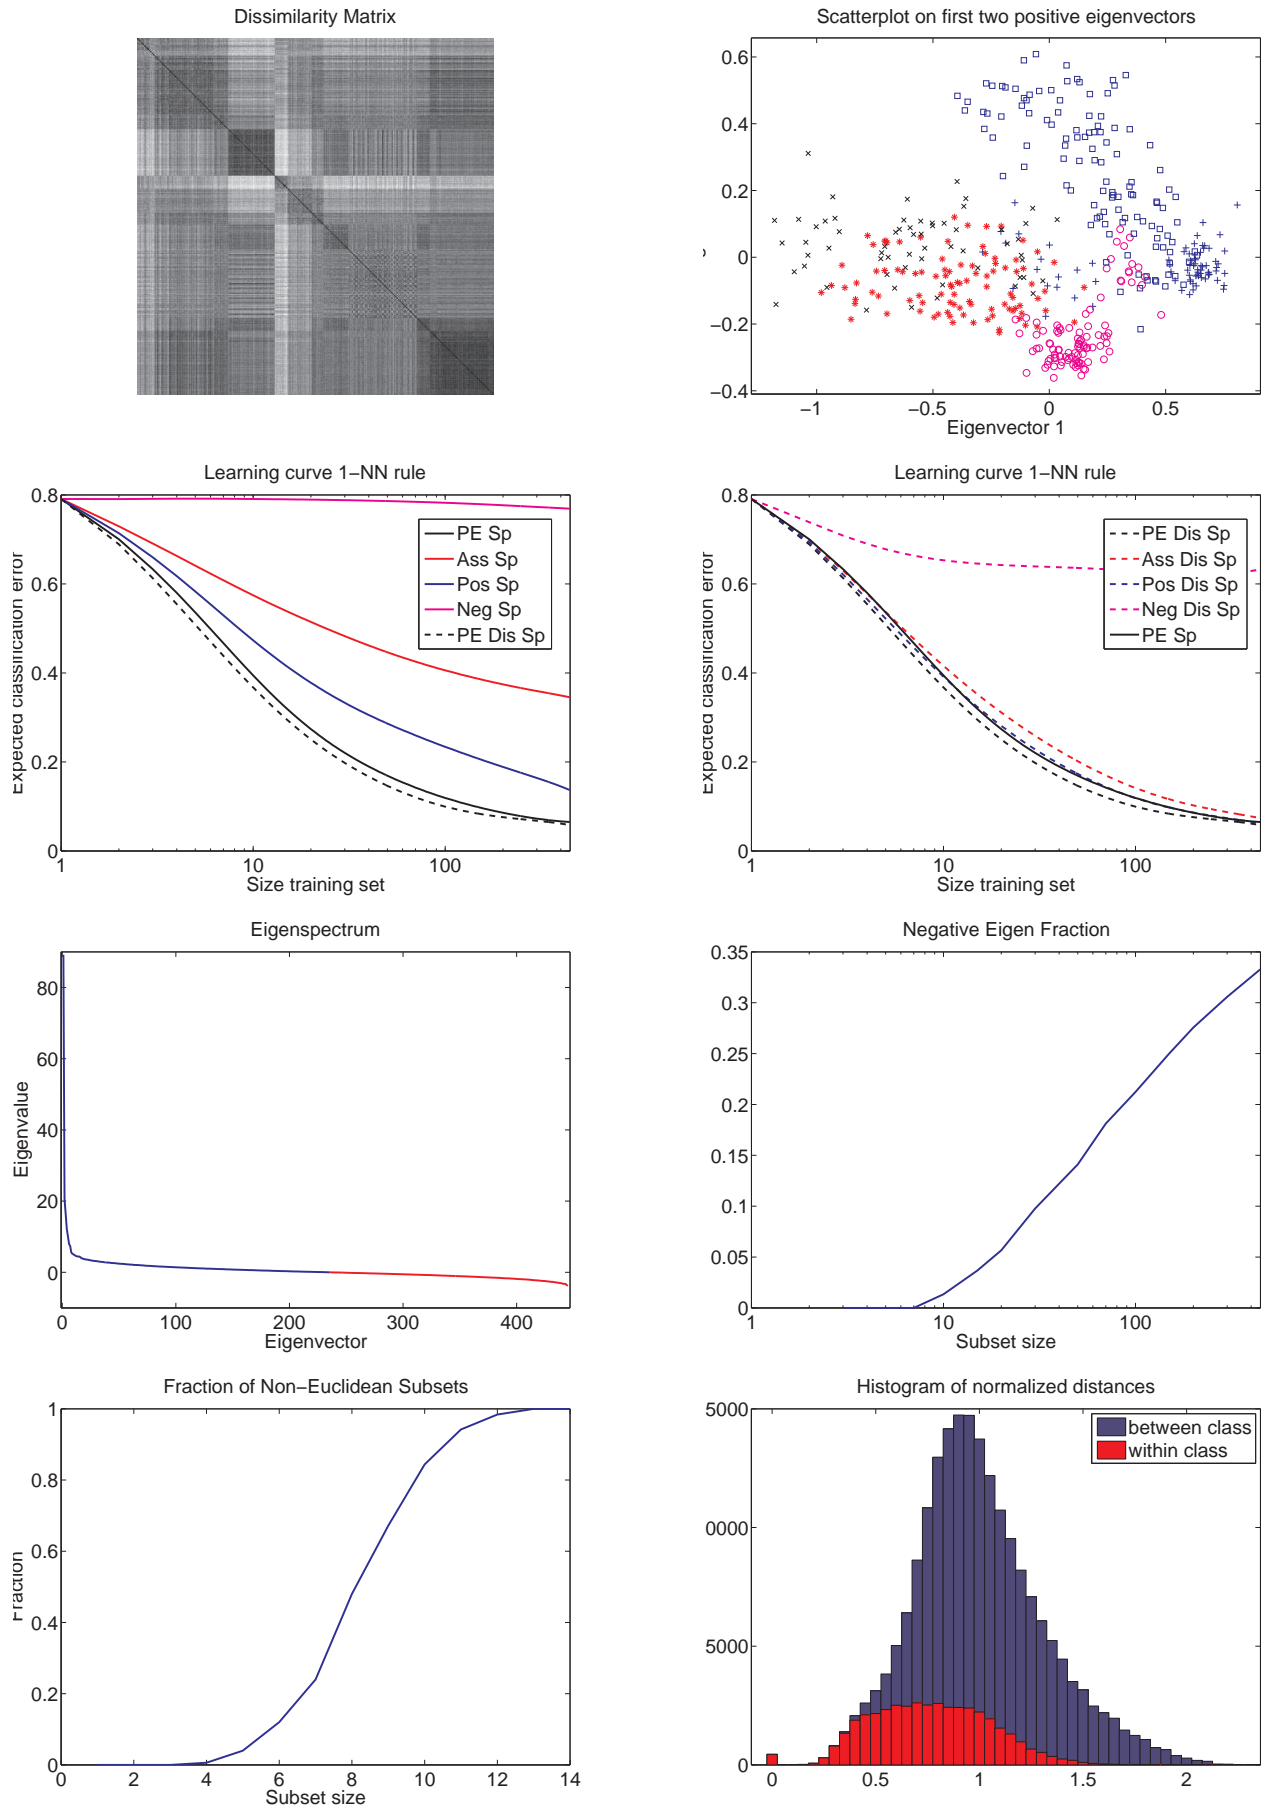 Dissimilarity Matrix
Scatterplot on first two positive eigenvectors
0.6
0.4
0.2
0
−0.2
−0.4
−1
−0.5
0
0.5
Eigenvector 1
Learning curve 1−NN rule
0.8
0.6
0.4
0.2
0
1
10
100
Expected classification error
Size training set
PE Sp
Ass Sp
Pos Sp
Neg Sp
PE Dis Sp
Learning curve 1−NN rule
0.8
0.6
0.4
0.2
0
1
10
100
Expected classification error
Size training set
PE Dis Sp
Ass Dis Sp
Pos Dis Sp
Neg Dis Sp
PE Sp
Eigenspectrum
80
60
40
20
0
0
100
200
300
400
Eigenvalue
Eigenvector
Negative Eigen Fraction
0.35
0.3
0.25
0.2
0.15
0.1
0.05
0
1
10
100
Subset size
Fraction of Non−Euclidean Subsets
1
0.8
0.6
0.4
0.2
0
0
2
4
6
8
10
12
14
Fraction
Subset size
Histogram of normalized distances
5000
0000
5000
0
0
0.5
1
1.5
2
between class
within class